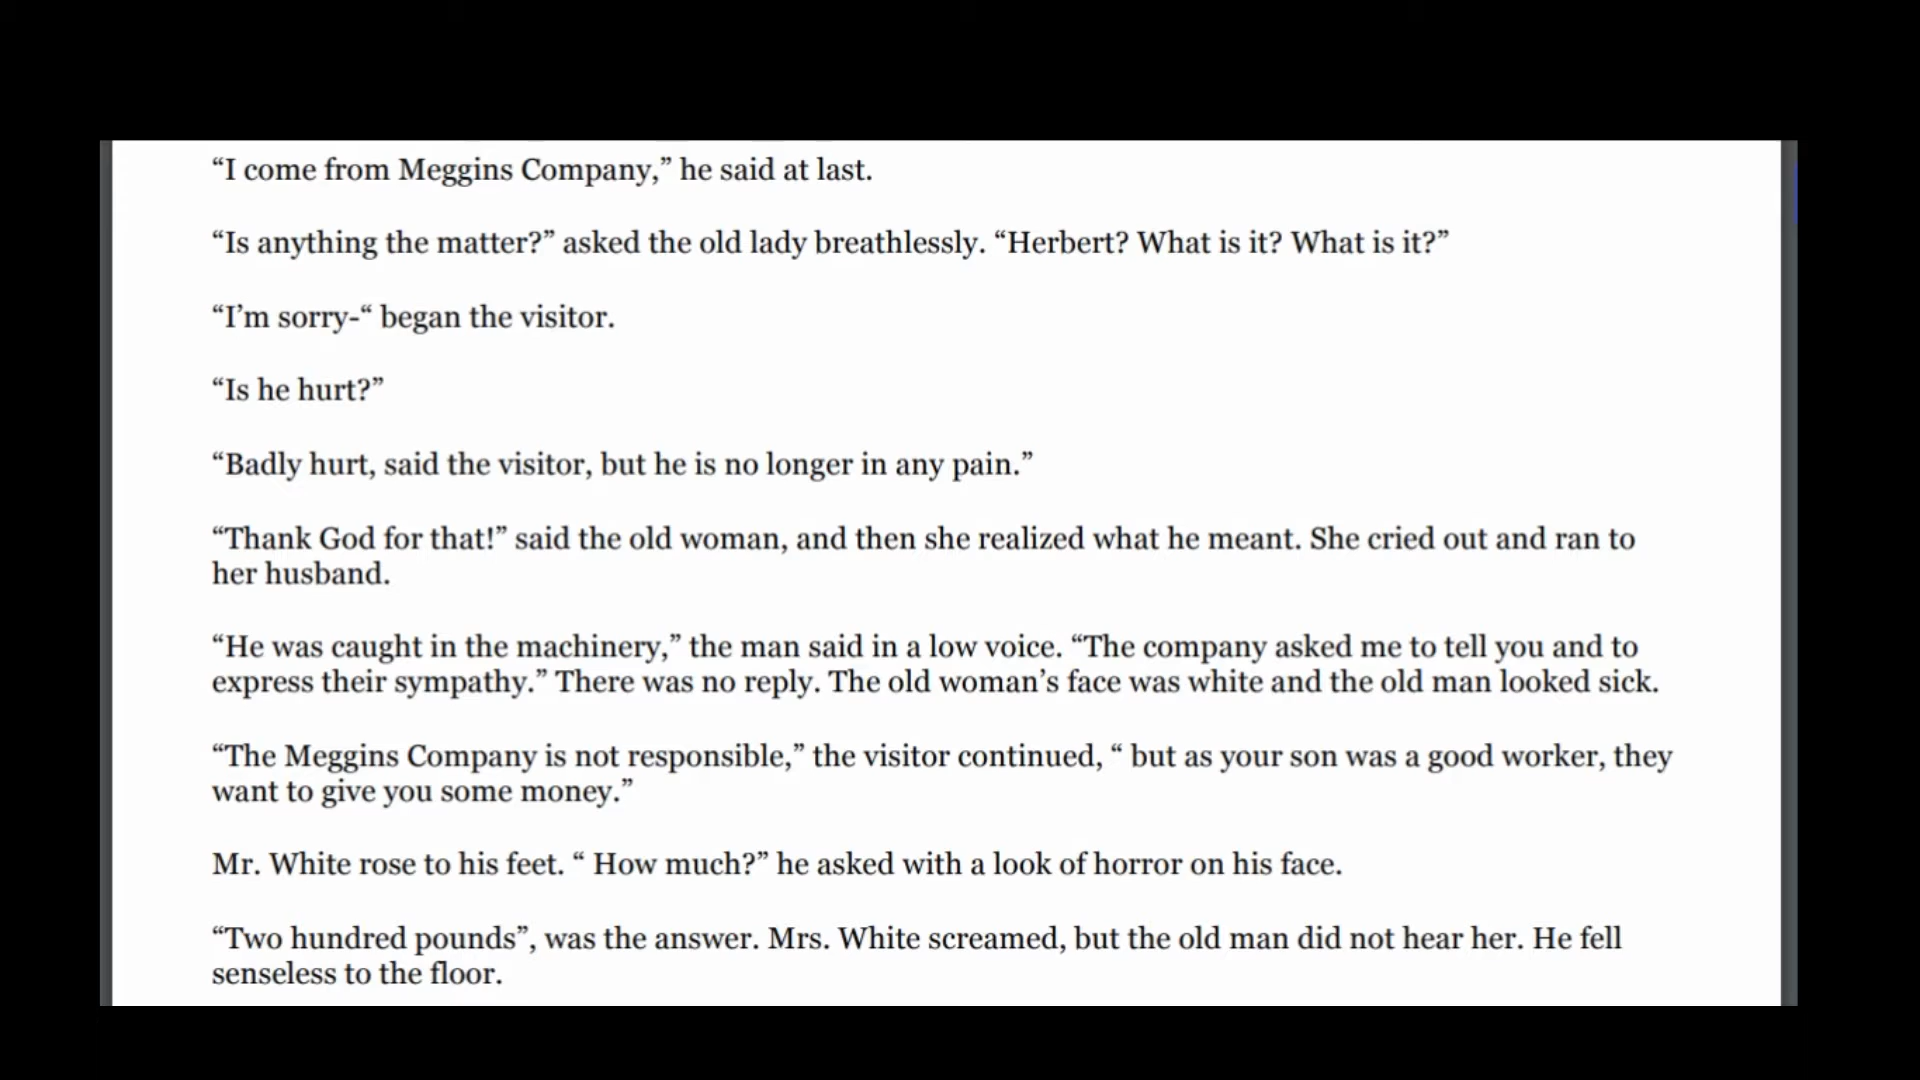 “I come from Meggins Company,” he said at last.
“Is anything the matter?” asked the old lady breathlessly. “Herbert? What is it? What is it?”
“I’m sorry-“ began the visitor.
“Is he hurt?”
“Badly hurt, said the visitor, but he is no longer in any pain.”
“Thank God for that!” said the old woman, and then she realized what he meant. She cried out and ran to
her husband.
“He was caught in the machinery,” the man said in a low voice. “The company asked me to tell you and to
express their sympathy.” There was no reply. The old woman’s face was white and the old man looked sick.
“The Meggins Company is not responsible,” the visitor continued, “ but as your son was a good worker, they
want to give you some money.”
Mr. White rose to his feet. “ How much?” he asked with a look of horror on his face.
“Two hundred pounds”, was the answer. Mrs. White screamed, but the old man did not hear her. He fell
senseless to the floor.